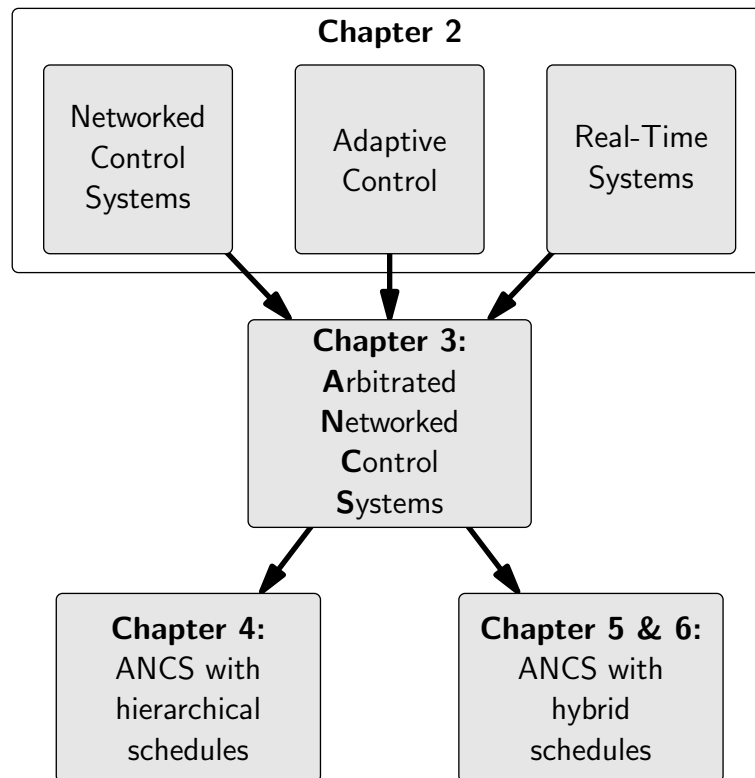 Chapter 2
Networked
Control
Systems
Adaptive
Control
Real-Time
Systems
Chapter 3:
Arbitrated
Networked
Control
Systems
Chapter 4:
ANCS with
hierarchical
schedules
Chapter 5 & 6:
ANCS with
hybrid
schedules